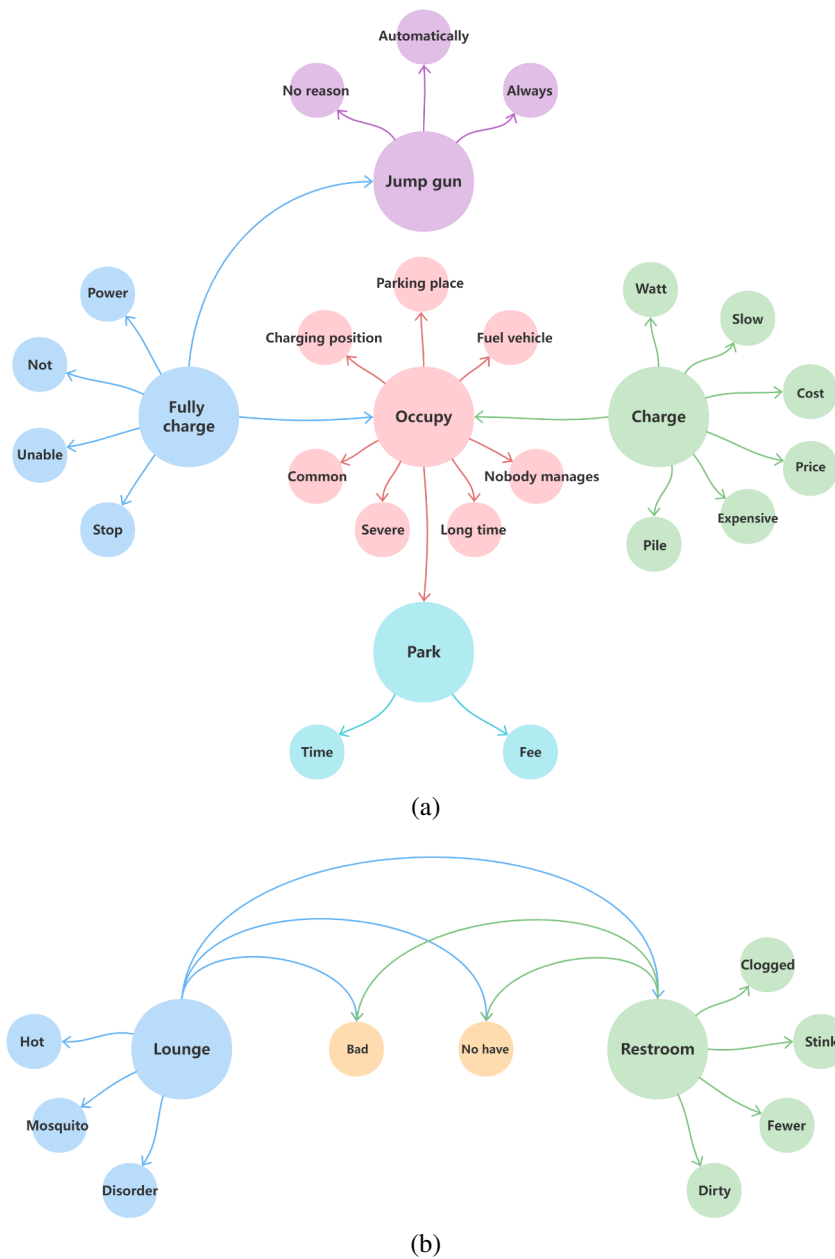 Automatically
No reason
Always
Jump gun
Parking place
Power
Watt
Slow
Charging position
Fuel vehicle
Not
Cost
Fully
charge
Occupy
Charge
Unable
Price
Common
Nobody manages
Stop
Severe
Long time
Expensive
Pile
Park
Time
Fee
(a)
Clogged
Hot
Lounge
Bad
No have
Restroom
Stink
Mosquito
Fewer
Disorder
Dirty
(b)